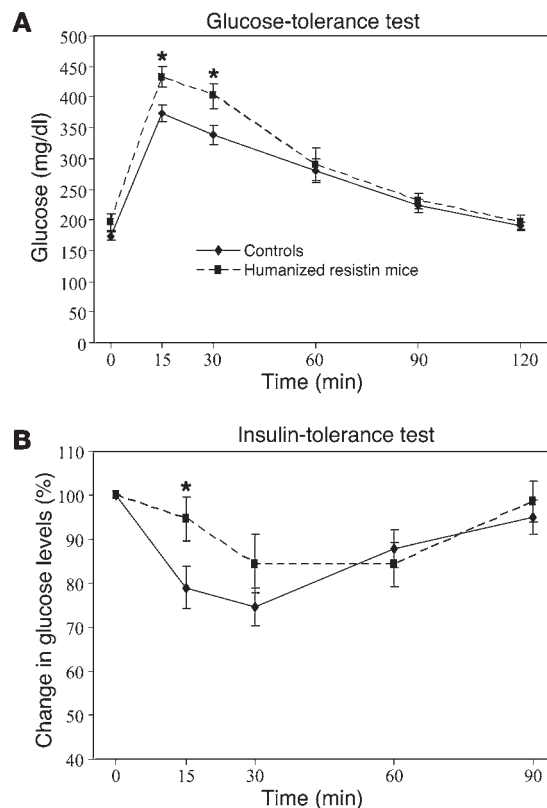 A
Glucose-tolerance test
500
450
400
350
300
250
200
150
100
50
0
Glucose (mg/dl)
*
*
Controls
Humanized resistin mice
0 15 30 60 90 120
Time (min)
B
Insulin-tolerance test
110
100
90
80
70
60
50
40
Change in glucose levels (%)
*
0 15 30 60 90
Time (min)